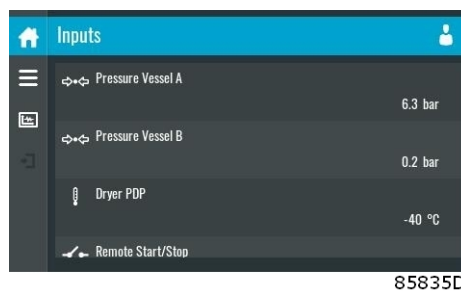 Inputs
Pressure Vessel A
6.3 bar
Pressure Vessel B
0.2 bar
Dryer PDP
-40 °C
Remote Start/Stop
85835D